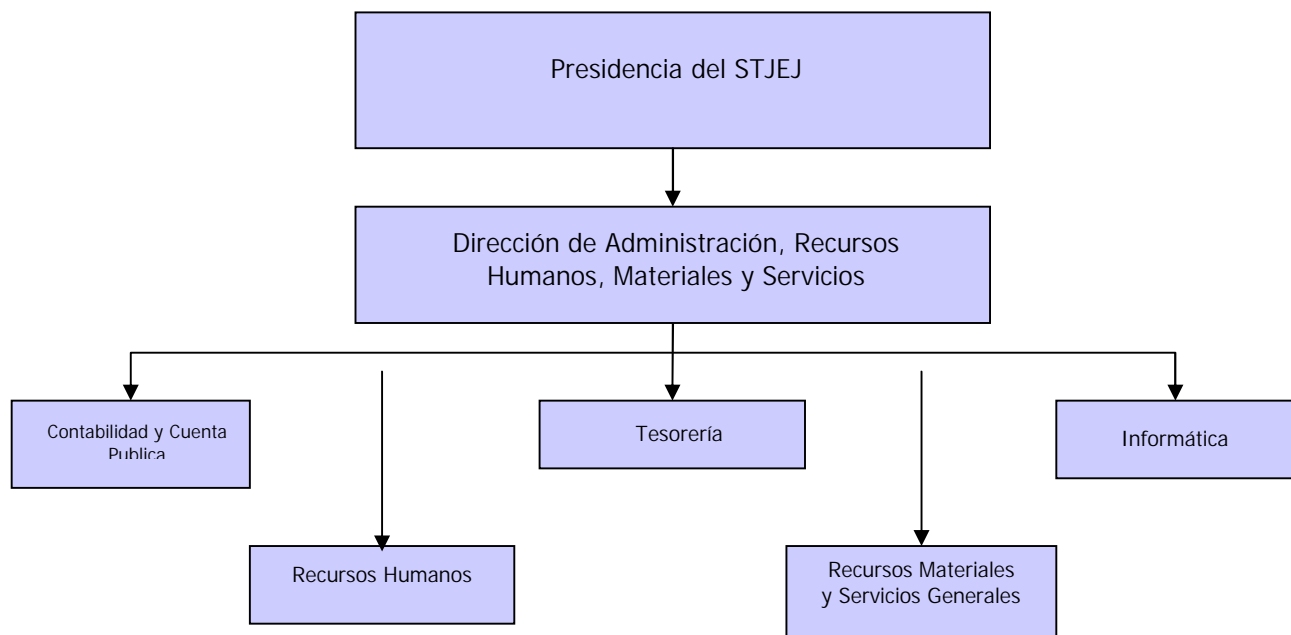 Presidencia del STJEJ
Dirección de Administración, Recursos
Humanos, Materiales y Servicios
Contabilidad y Cuenta
Publica
Tesorería
Informática
Recursos Humanos
Recursos Materiales
y Servicios Generales